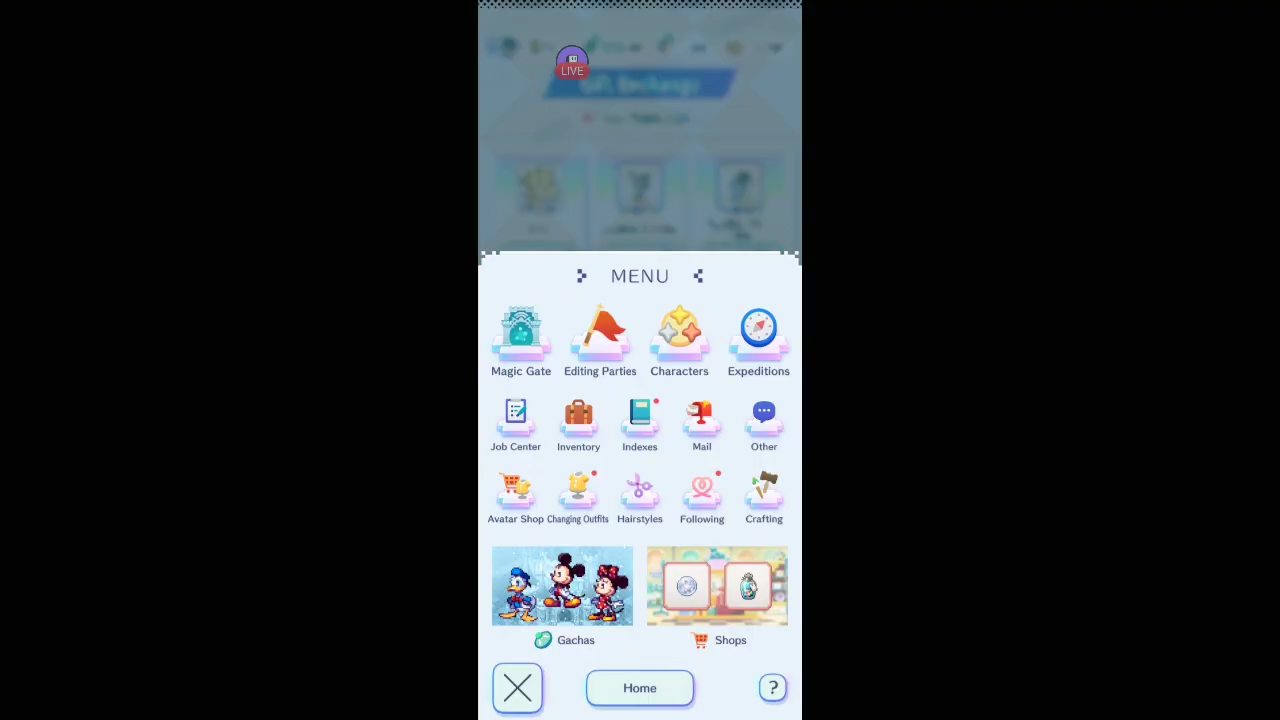 LIVE
MENU
Magic Gate
Editing Parties
Characters
Expeditions
Job Center
Inventory
Indexes
Mail
Other
Avatar Shop
Changing Outfits
Hairstyles
Following
Crafting
Gachas
Shops
Home
?